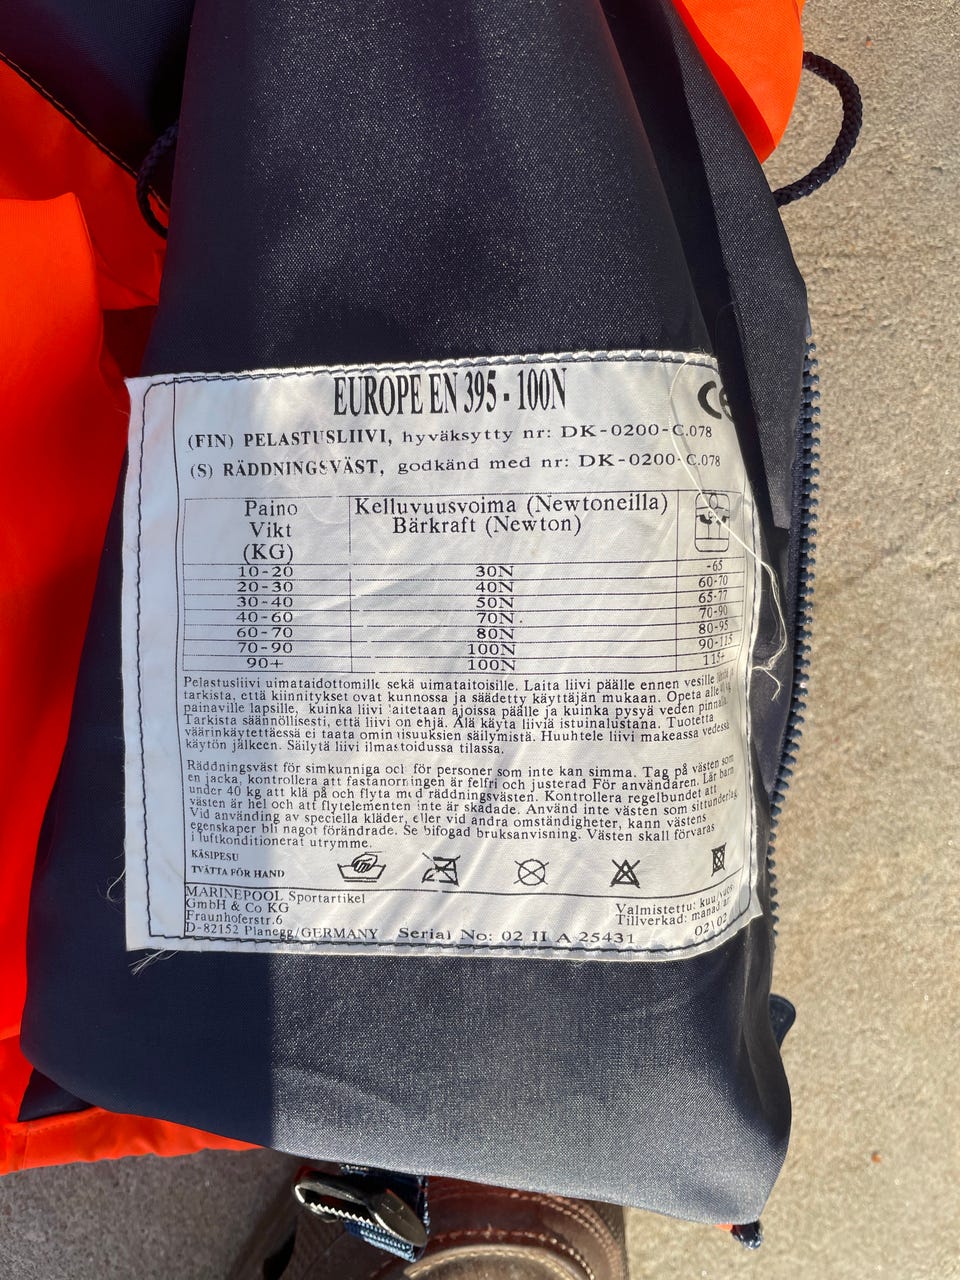 EUROPE EN 395 - 100N
CE
(FIN) PELASTUSLIIVI, hyväksytty nr: DK-0200-C.078
(S) RÄDDNINGSVÄST, godkänd med nr: DK-0200-C.078
Paino Kelluvuusvoima (Newtoneilla)
Vikt Bärkraft (Newton)
(KG)
10-20 30N -65
20-30 40N 60-70
30-40 50N 65-77
40-60 70N. 70-90
60-70 80N 80-95
70-90 100N 90-115
90+ 100N 115+
Pelastusliivi uimataidottomille sekä uimataitoisille. Laita liivi päälle ennen vesille
tarkista, että kiinnitykset ovat kunnossa ja säädetty käyttäjän mukaan. Opeta alle
painaville lapsille, kuinka liivi laitetaan ajoissa päälle ja kuinka pysyä veden pinnalla
Tarkista säännöllisesti, että liivi on ehjä. Älä käytä liiviä istuinalustana. Tuotetta
väärinkäytettäessä ei taata ominaisuuksien säilymistä. Huuhtele liivi makeassa vedessä
käytön jälkeen. Säilytä liivi ilmastoidussa tilassa.
Räddningsväst för simkunniga och för personer som inte kan simma. Tag på västen som
en jacka, kontrollera att fastanorningen är felfri och justerad För användaren. Lär barn
under 40 kg att klä på och flyta med räddningsvästen. Kontrollera regelbundet att
västen är hel och att flytelementen inte är skadade. Använd inte västen som sittunderlag
Vid användning av speciella kläder, eller vid andra omständigheter, kann västens
egenskaper bli något förändrade. Se bifogad bruksanvisning. Västen skall förvaras
i luftkonditionerat utrymme.
KÄSIPESU
TVÄTTA FÖR HAND
MARINEPOOL Sportartikel
GmbH & Co KG
Fraunhoferstr.6
D-82152 Planegg/GERMANY Serial No: 02 II A 25431
Valmistettu: kuu/vuosi
Tillverkad: månad/år
02\02